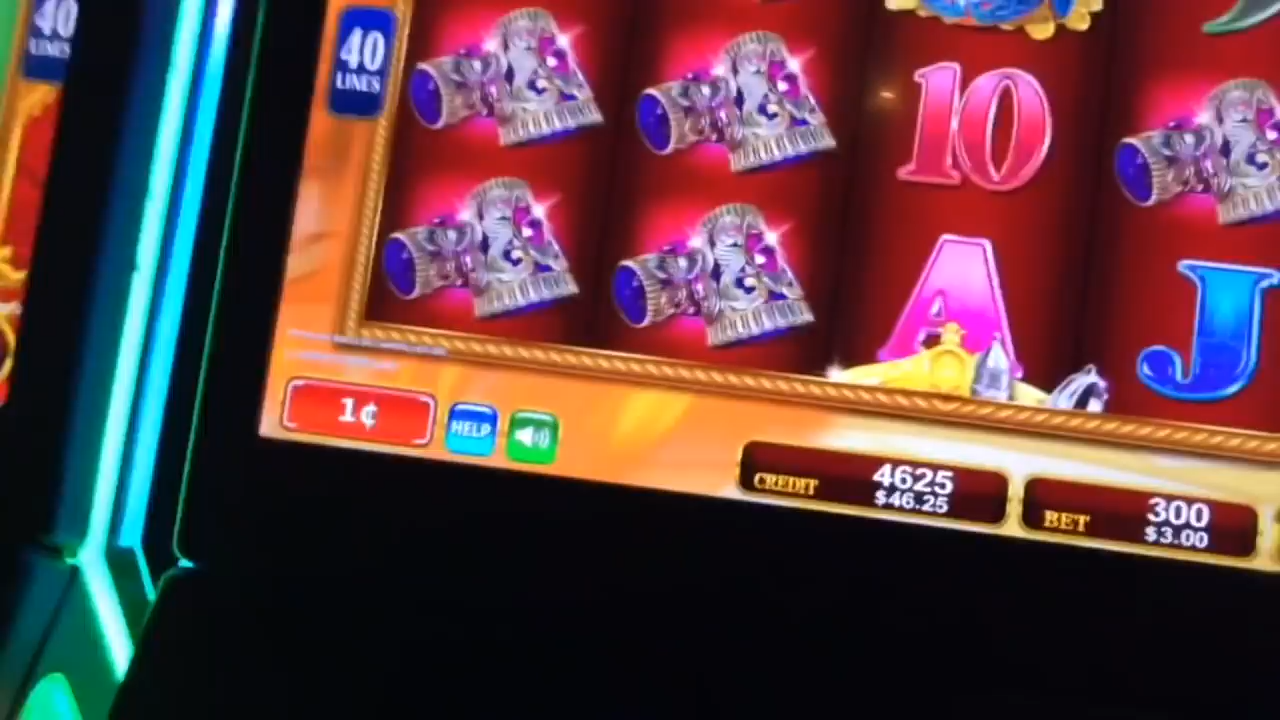 40
LINES
40
LINES
10
A
J
1¢
HELP
CREDIT
4625
$46.25
BET
300
$3.00